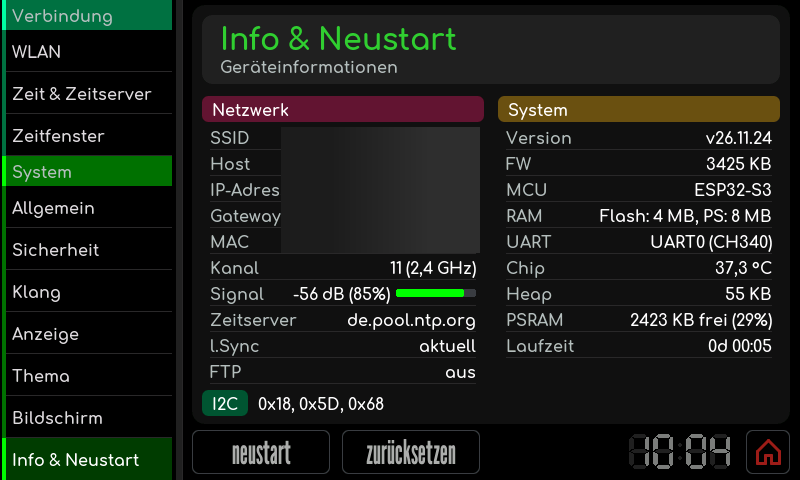 Verbindung
WLAN
Zeit & Zeitserver
Zeitfenster
System
Allgemein
Sicherheit
Klang
Anzeige
Thema
Bildschirm
Info & Neustart
Info & Neustart
Geräteinformationen
Netzwerk
SSID
Host
IP-Adres
Gateway
MAC
Kanal 11 (2,4 GHz)
Signal -56 dB (85%)
Zeitserver de.pool.ntp.org
l.Sync aktuell
FTP aus
I2C 0x18, 0x5D, 0x68
System
Version v26.11.24
FW 3425 KB
MCU ESP32-S3
RAM Flash: 4 MB, PS: 8 MB
UART UART0 (CH340)
Chip 37,3 °C
Heap 55 KB
PSRAM 2423 KB frei (29%)
Laufzeit 0d 00:05
neustart
zurücksetzen
10:04